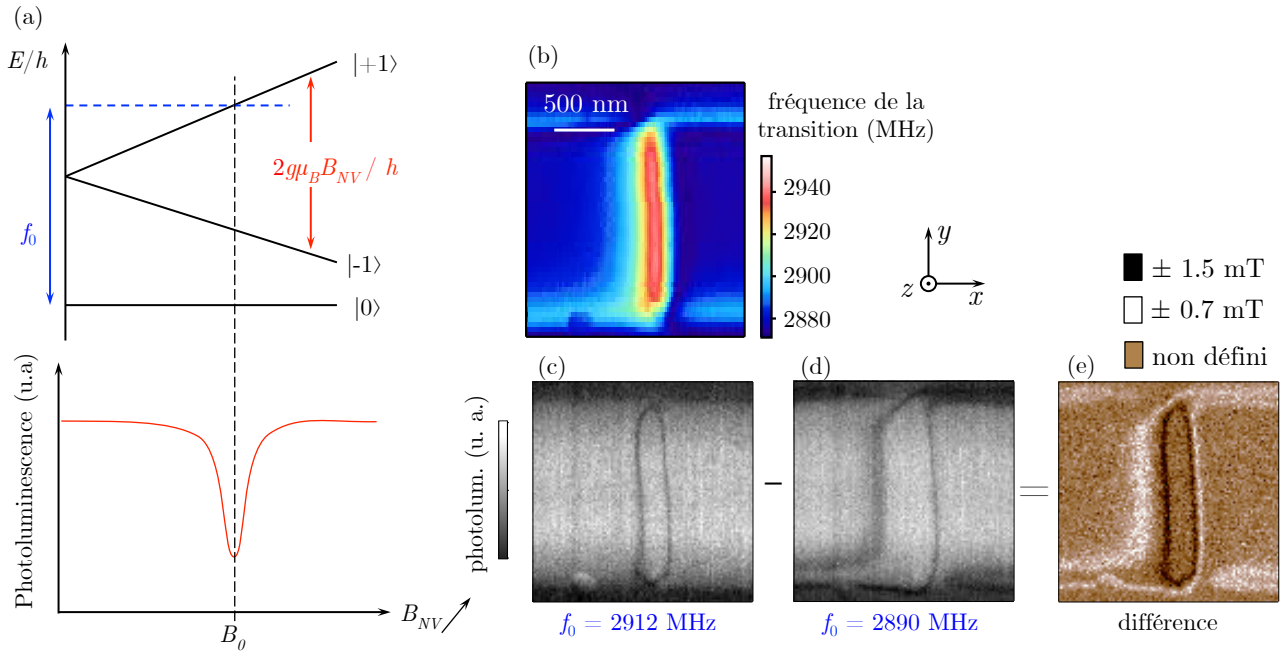 (a)
E/h
|+1⟩
2gμ_B B_NV / h
f_0
|-1⟩
|0⟩
Photoluminescence (u.a)
B_NV
B_0
(b)
500 nm
fréquence de la
transition (MHz)
2940
2920
2900
2880
y
z
x
± 1.5 mT
± 0.7 mT
non défini
(c)
(d)
(e)
photolum. (u. a.)
−
=
f_0 = 2912 MHz
f_0 = 2890 MHz
différence